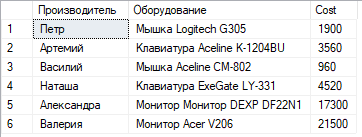 Производитель Оборудование Cost
1 Петр Мышка Logitech G305 1900
2 Артемий Клавиатура Aceline K-1204BU 3560
3 Василий Мышка Aceline CM-802 960
4 Наташа Клавиатура ExeGate LY-331 4520
5 Александра Монитор Монитор DEXP DF22N1 17300
6 Валерия Монитор Acer V206 21500